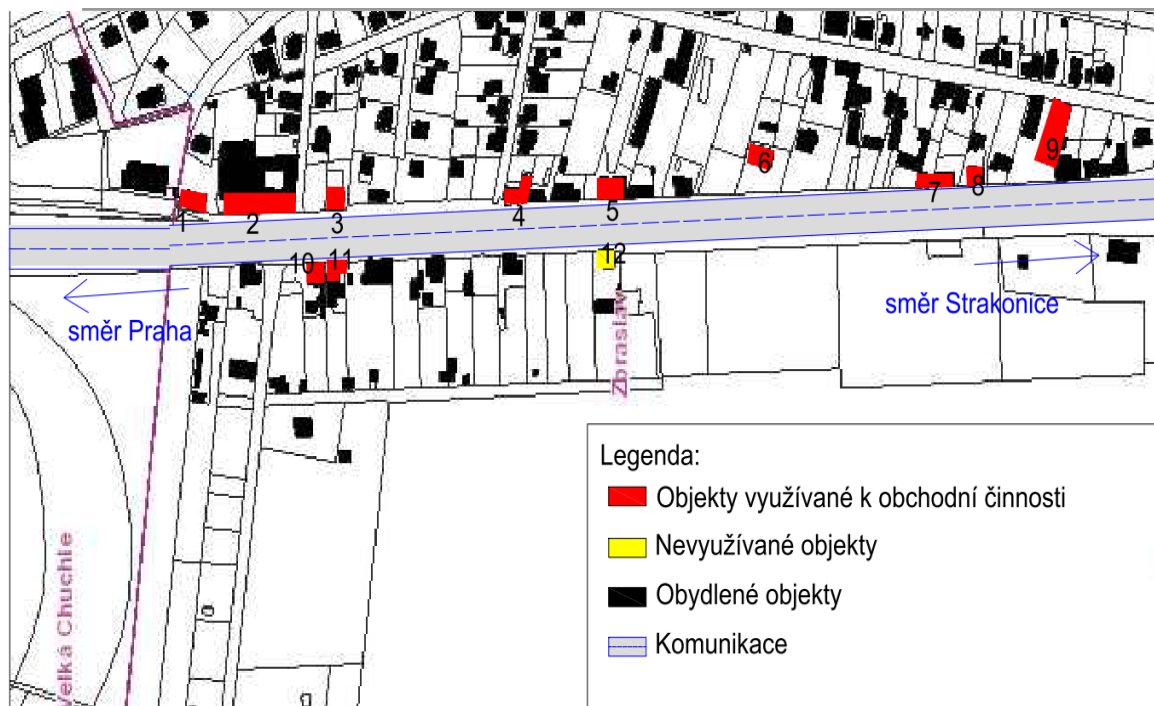 6
9
1
2
3
4
5
7
8
10
11
12
směr Praha
směr Strakonice
Zbraslav
Velká Chuchle
Legenda:
Objekty využívané k obchodní činnosti
Nevyužívané objekty
Obydlené objekty
Komunikace